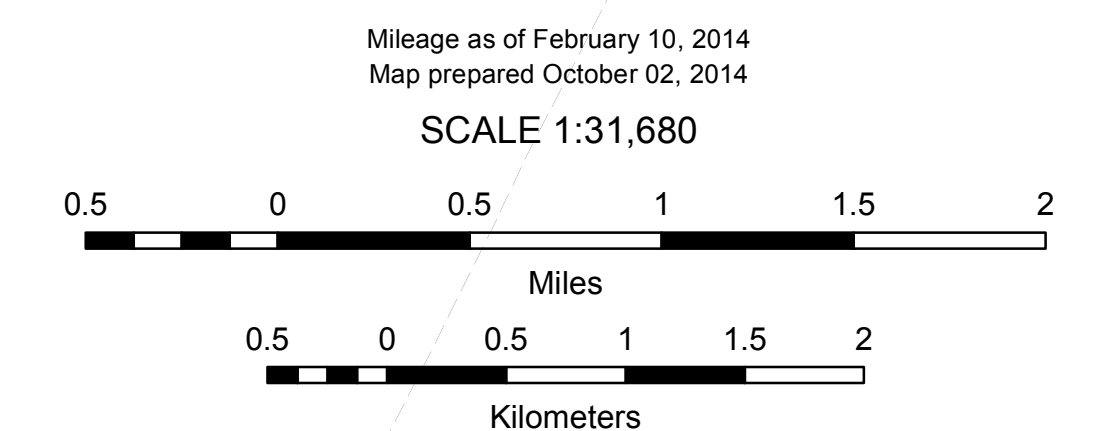 Mileage as of February 10, 2014
Map prepared October 02, 2014
SCALE 1:31,680
0.5 0 0.5 1 1.5 2
Miles
0.5 0 0.5 1 1.5 2
Kilometers